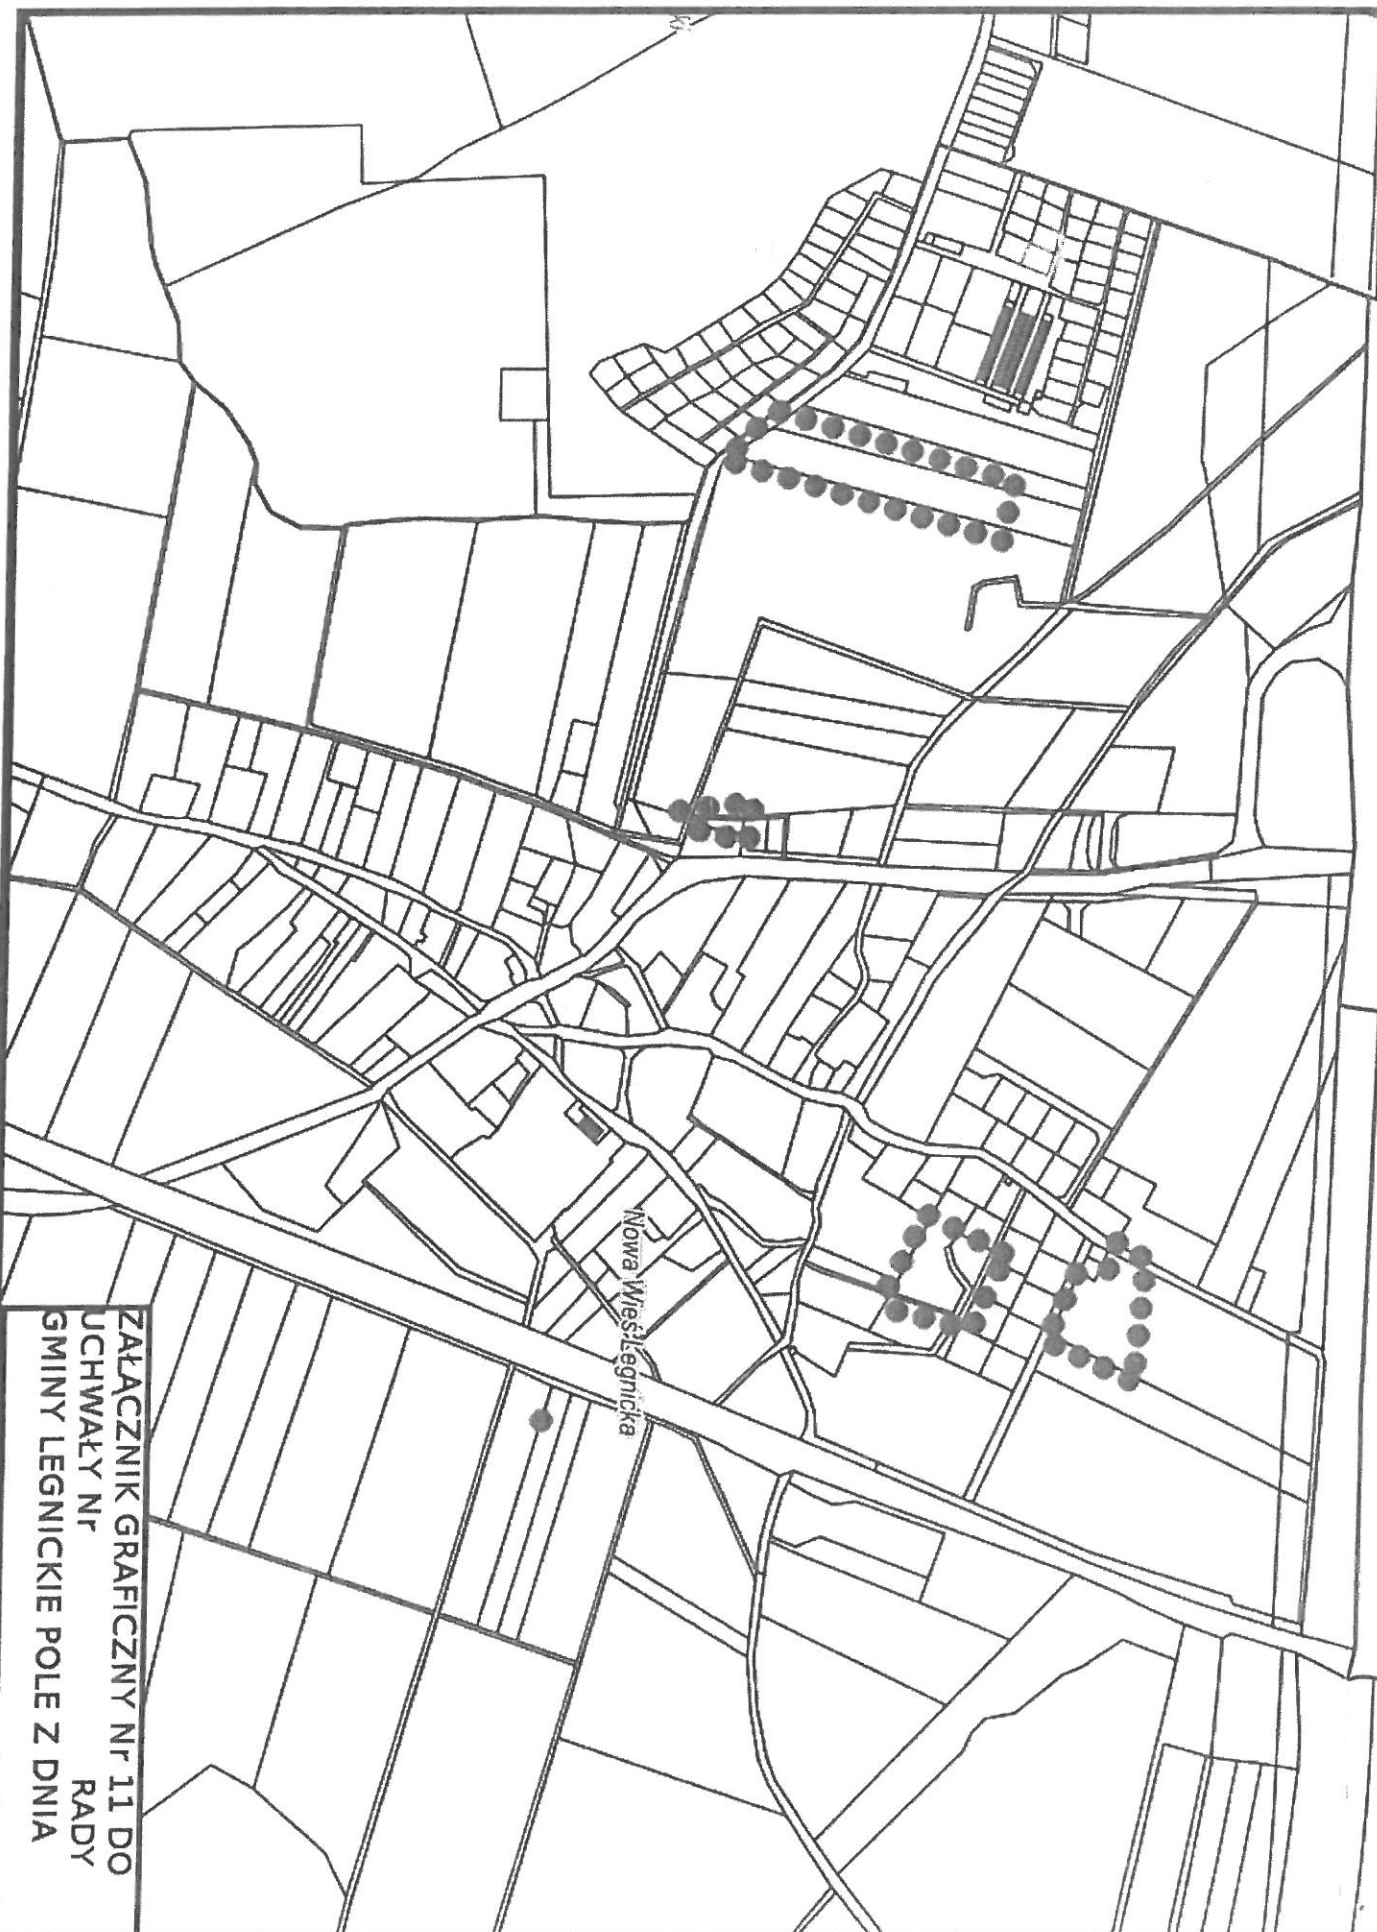 Nowa Wieś Legnicka
ZAŁĄCZNIK GRAFICZNY Nr 11 DO
UCHWAŁY Nr RADY
GMINY LEGNICKIE POLE Z DNIA